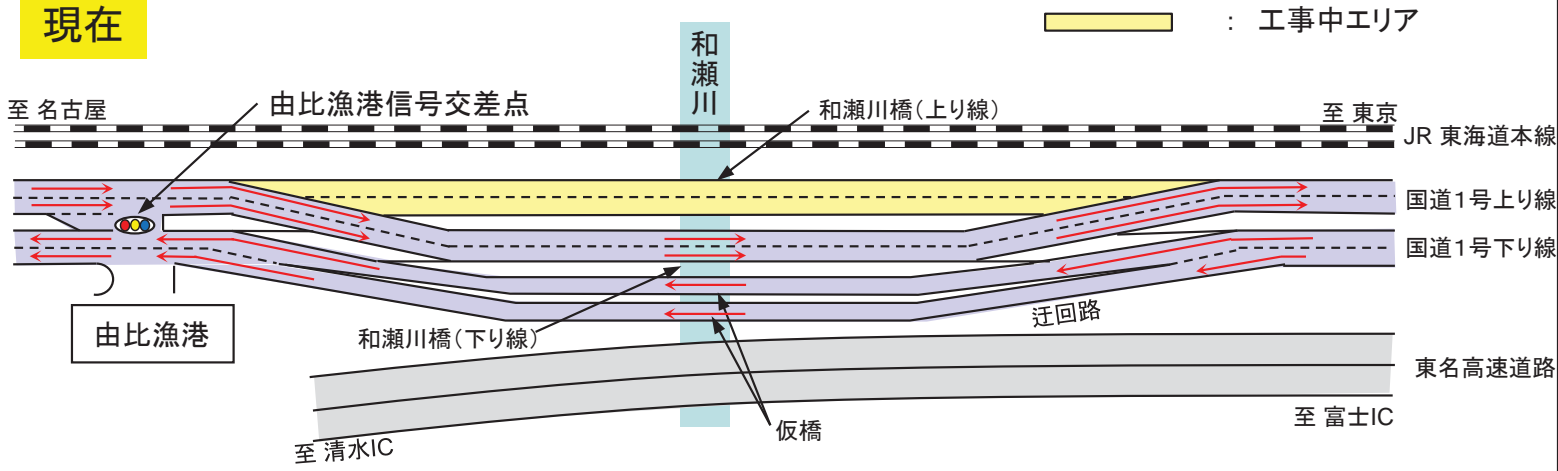 現在
： 工事中エリア
和瀬川
至 名古屋
由比漁港信号交差点
和瀬川橋（上り線）
至 東京
JR 東海道本線
国道1号上り線
国道1号下り線
由比漁港
和瀬川橋（下り線）
迂回路
東名高速道路
仮橋
至 富士IC
至 清水IC